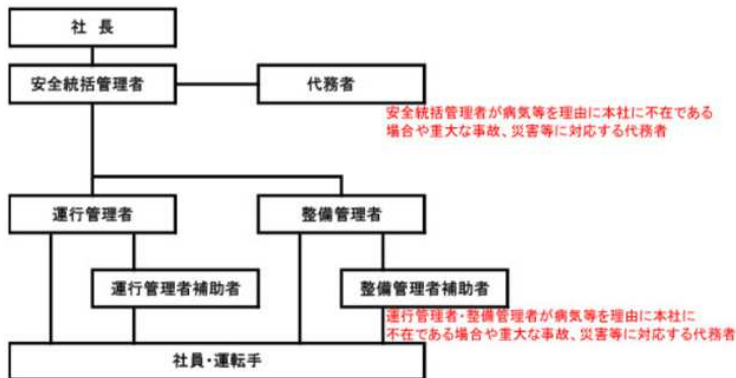 社 長
安全統括管理者
代務者
安全統括管理者が病気等を理由に本社に不在である
場合や重大な事故、災害等に対応する代務者
運行管理者
整備管理者
運行管理者補助者
整備管理者補助者
運行管理者・整備管理者が病気等を理由に本社に
不在である場合や重大な事故、災害等に対応する代務者
社員・運転手